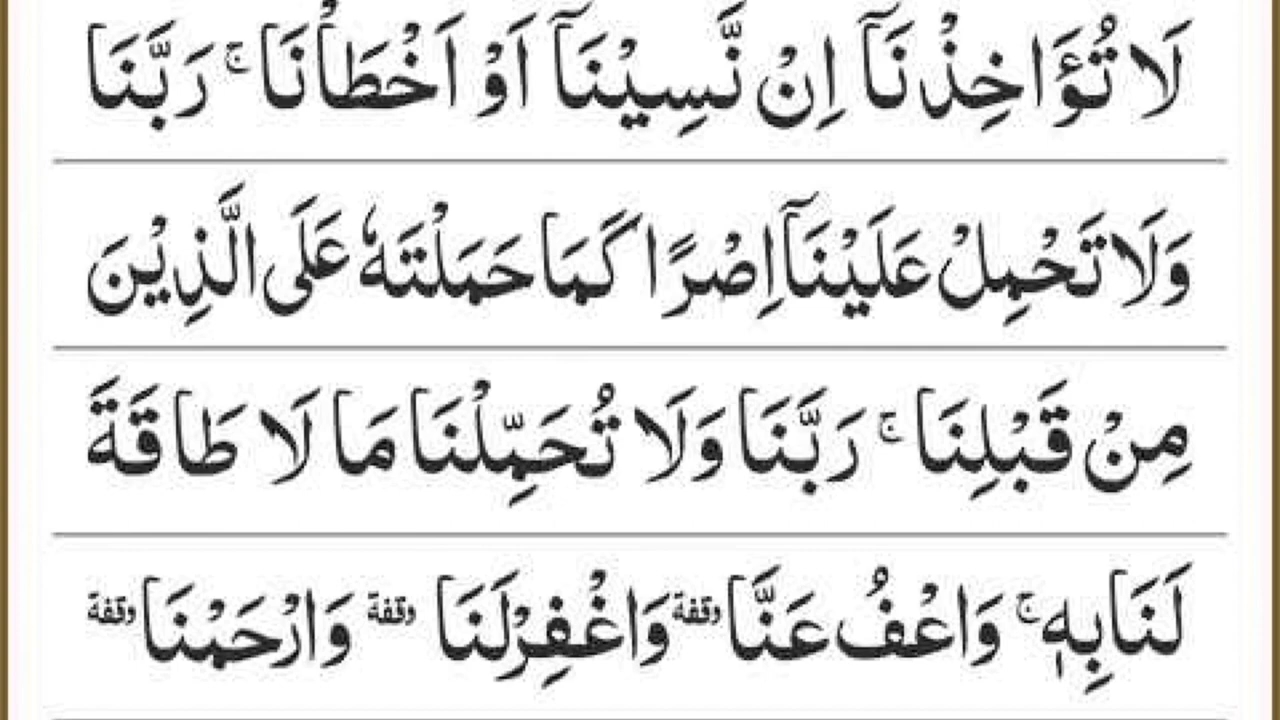 لَا تُؤَاخِذْنَآ اِنْ نَّسِيْنَآ اَوْ اَخْطَاْنَا ۚ رَبَّنَا
وَلَا تَحْمِلْ عَلَيْنَآ اِصْرًا كَمَا حَمَلْتَهٗ عَلَى الَّذِيْنَ
مِنْ قَبْلِنَا ۚ رَبَّنَا وَلَا تُحَمِّلْنَا مَا لَا طَاقَةَ
لَنَا بِهٖ ۚ وَاعْفُ عَنَّا وقفة وَاغْفِرْ لَنَا وقفة وَارْحَمْنَا وقفة